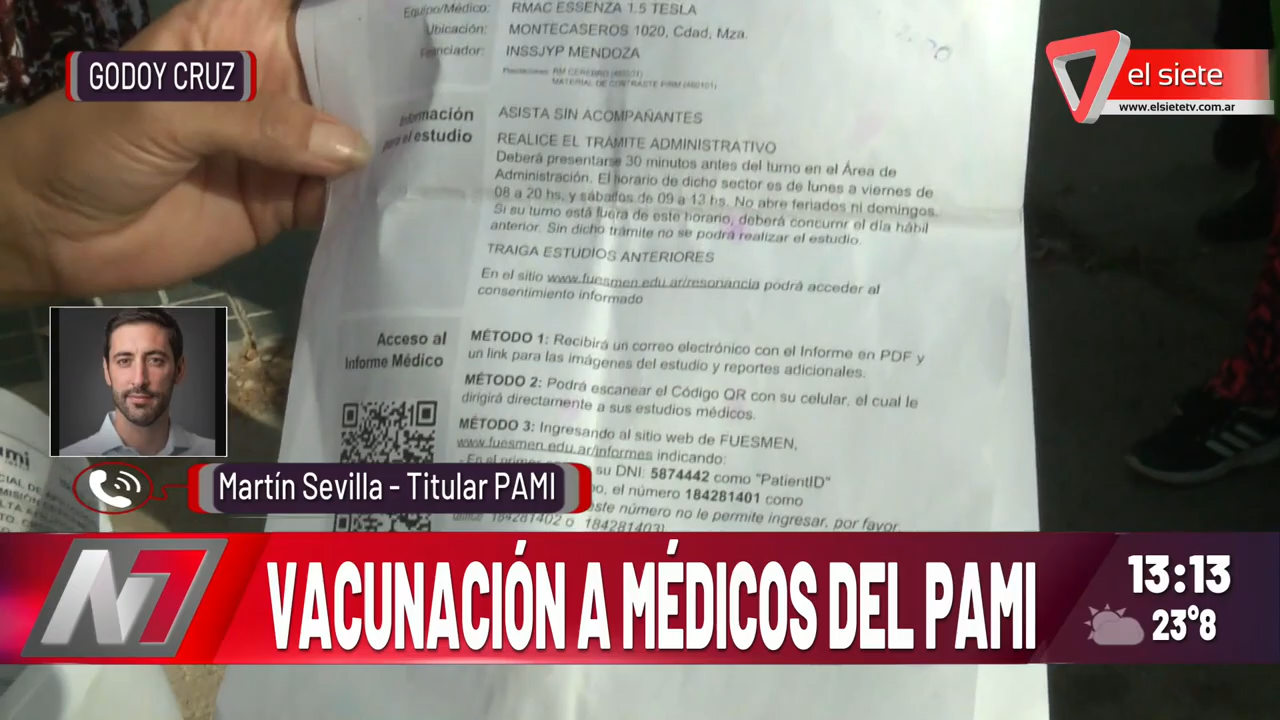 GODOY CRUZ
el siete
www.elsietetv.com.ar
Equipo/Médico: RMAC ESSENZA 1.5 TESLA
Ubicación: MONTECASEROS 1020, Cdad, Mza.
INSSJYP MENDOZA
RM CEREBRO
MATERIAL DE CONTRASTE P/RM
Información para el estudio
ASISTA SIN ACOMPAÑANTES
REALICE EL TRÁMITE ADMINISTRATIVO
Deberá presentarse 30 minutos antes del turno en el Área de
Administración. El horario de dicho sector es de lunes a viernes de
08 a 20 hs. y sábados de 09 a 13 hs. No abre feriados ni domingos.
Si su turno está fuera de este horario, deberá concurrir el día hábil
anterior. Sin dicho trámite no se podrá realizar el estudio.
TRAIGA ESTUDIOS ANTERIORES
En el sitio www.fuesmen.edu.ar/resonancia podrá acceder al
consentimiento informado
Acceso al
Informe Médico
MÉTODO 1: Recibirá un correo electrónico con el Informe en PDF y
un link para las imágenes del estudio y reportes adicionales.
MÉTODO 2: Podrá escanear el Código QR con su celular, el cual le
dirigirá directamente a sus estudios médicos.
MÉTODO 3: Ingresando al sitio web de FUESMEN,
www.fuesmen.edu.ar/informes indicando:
- En el
su DNI: 5874442 como "PatientID"
el número 184281401 como
este número no le permite ingresar, por favor,
184281402 o 184281403)
Martín Sevilla - Titular PAMI
N7
VACUNACIÓN A MÉDICOS DEL PAMI
13:13
23º8